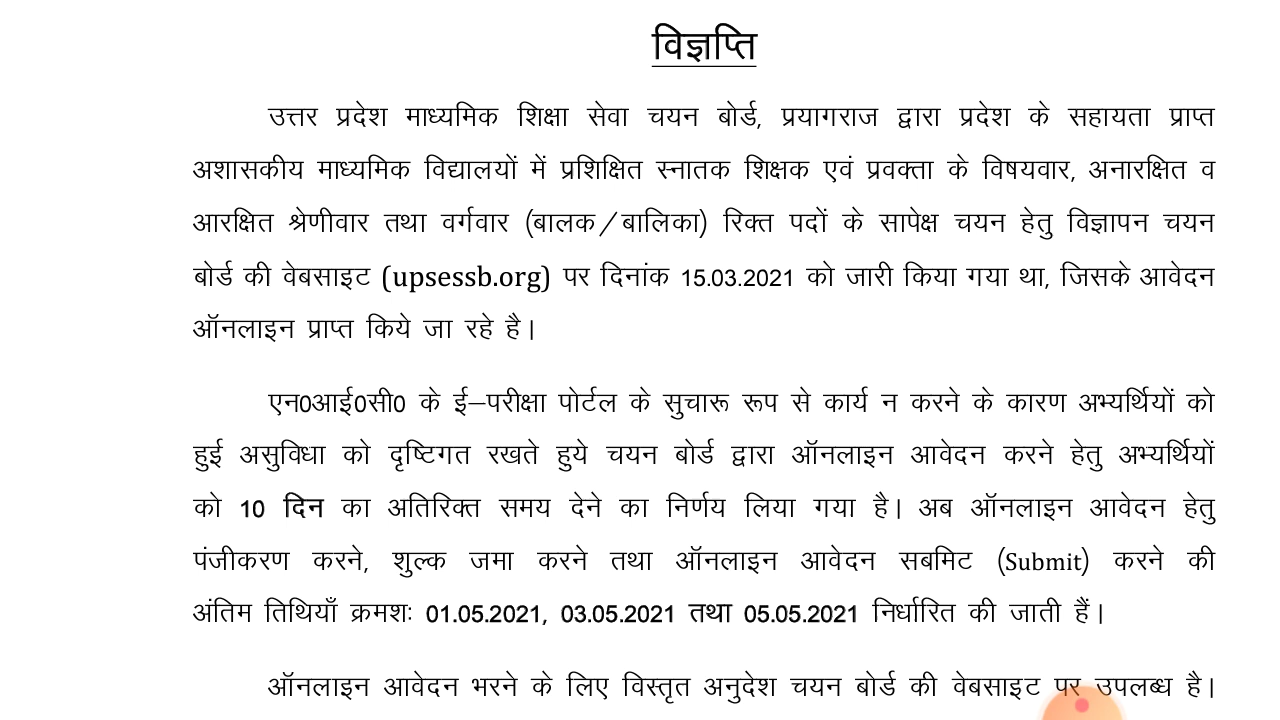 विज्ञप्ति
उत्तर प्रदेश माध्यमिक शिक्षा सेवा चयन बोर्ड, प्रयागराज द्वारा प्रदेश के सहायता प्राप्त
अशासकीय माध्यमिक विद्यालयों में प्रशिक्षित स्नातक शिक्षक एवं प्रवक्ता के विषयवार, अनारक्षित व
आरक्षित श्रेणीवार तथा वर्गवार (बालक/बालिका) रिक्त पदों के सापेक्ष चयन हेतु विज्ञापन चयन
बोर्ड की वेबसाइट (upsessb.org) पर दिनांक 15.03.2021 को जारी किया गया था, जिसके आवेदन
ऑनलाइन प्राप्त किये जा रहे है।
एन0आई0सी0 के ई–परीक्षा पोर्टल के सुचारू रूप से कार्य न करने के कारण अभ्यर्थियों को
हुई असुविधा को दृष्टिगत रखते हुये चयन बोर्ड द्वारा ऑनलाइन आवेदन करने हेतु अभ्यर्थियों
को 10 दिन का अतिरिक्त समय देने का निर्णय लिया गया है। अब ऑनलाइन आवेदन हेतु
पंजीकरण करने, शुल्क जमा करने तथा ऑनलाइन आवेदन सबमिट (Submit) करने की
अंतिम तिथियाँ क्रमशः 01.05.2021, 03.05.2021 तथा 05.05.2021 निर्धारित की जाती हैं।
ऑनलाइन आवेदन भरने के लिए विस्तृत अनुदेश चयन बोर्ड की वेबसाइट पर उपलब्ध है।